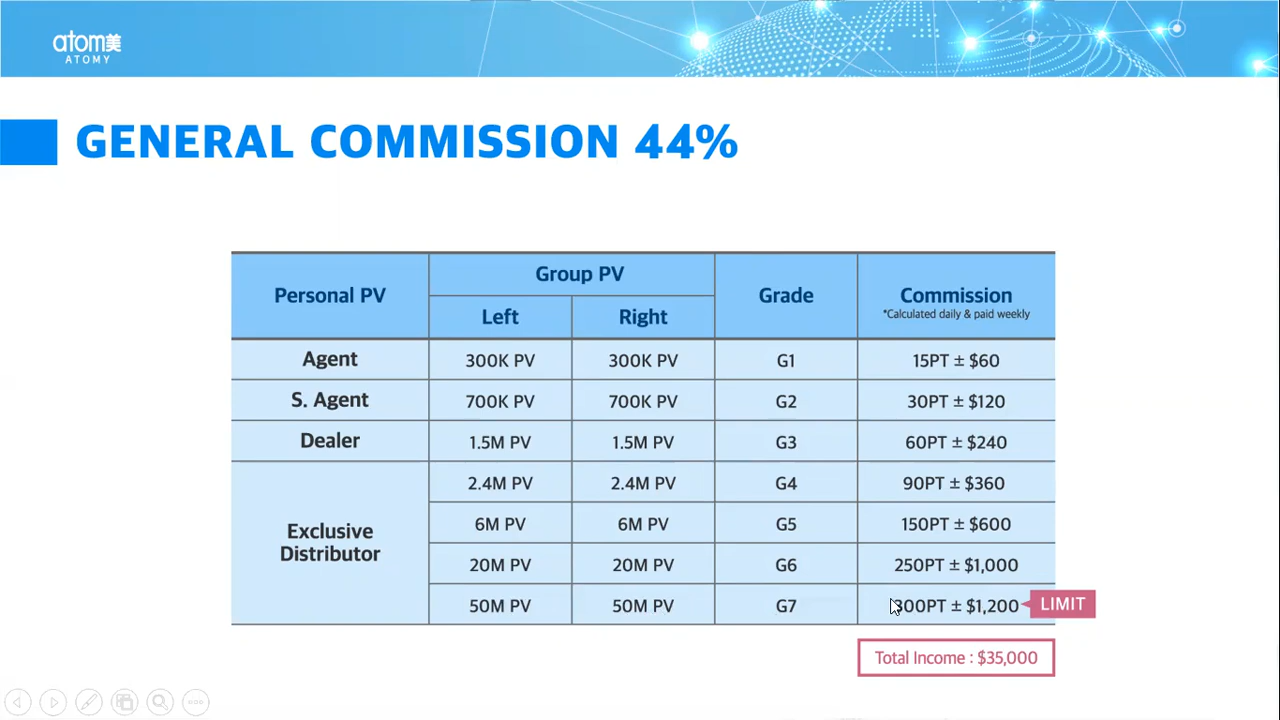 atom美
ATOMY
GENERAL COMMISSION 44%
Personal PV
Group PV
Left
Right
Grade
Commission
*Calculated daily & paid weekly
Agent
300K PV
300K PV
G1
15PT ± $60
S. Agent
700K PV
700K PV
G2
30PT ± $120
Dealer
1.5M PV
1.5M PV
G3
60PT ± $240
Exclusive
Distributor
2.4M PV
2.4M PV
G4
90PT ± $360
6M PV
6M PV
G5
150PT ± $600
20M PV
20M PV
G6
250PT ± $1,000
50M PV
50M PV
G7
300PT ± $1,200
LIMIT
Total Income : $35,000